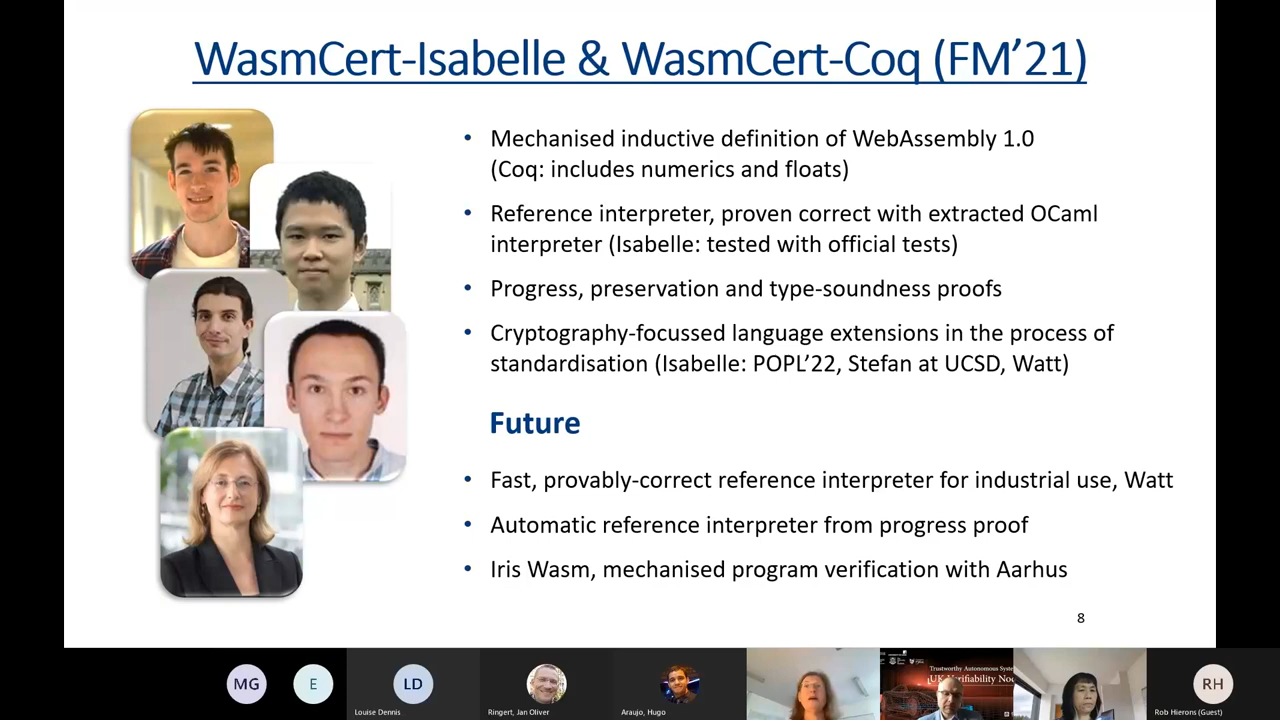 WasmCert-Isabelle & WasmCert-Coq (FM’21)
• Mechanised inductive definition of WebAssembly 1.0
(Coq: includes numerics and floats)
• Reference interpreter, proven correct with extracted OCaml
interpreter (Isabelle: tested with official tests)
• Progress, preservation and type-soundness proofs
• Cryptography-focussed language extensions in the process of
standardisation (Isabelle: POPL’22, Stefan at UCSD, Watt)
Future
• Fast, provably-correct reference interpreter for industrial use, Watt
• Automatic reference interpreter from progress proof
• Iris Wasm, mechanised program verification with Aarhus
8
MG
E
LD
Louise Dennis
Ringert, Jan Oliver
Araujo, Hugo
Trustworthy Autonomous
UK Verifiability
RH
Rob Hierons (Guest)